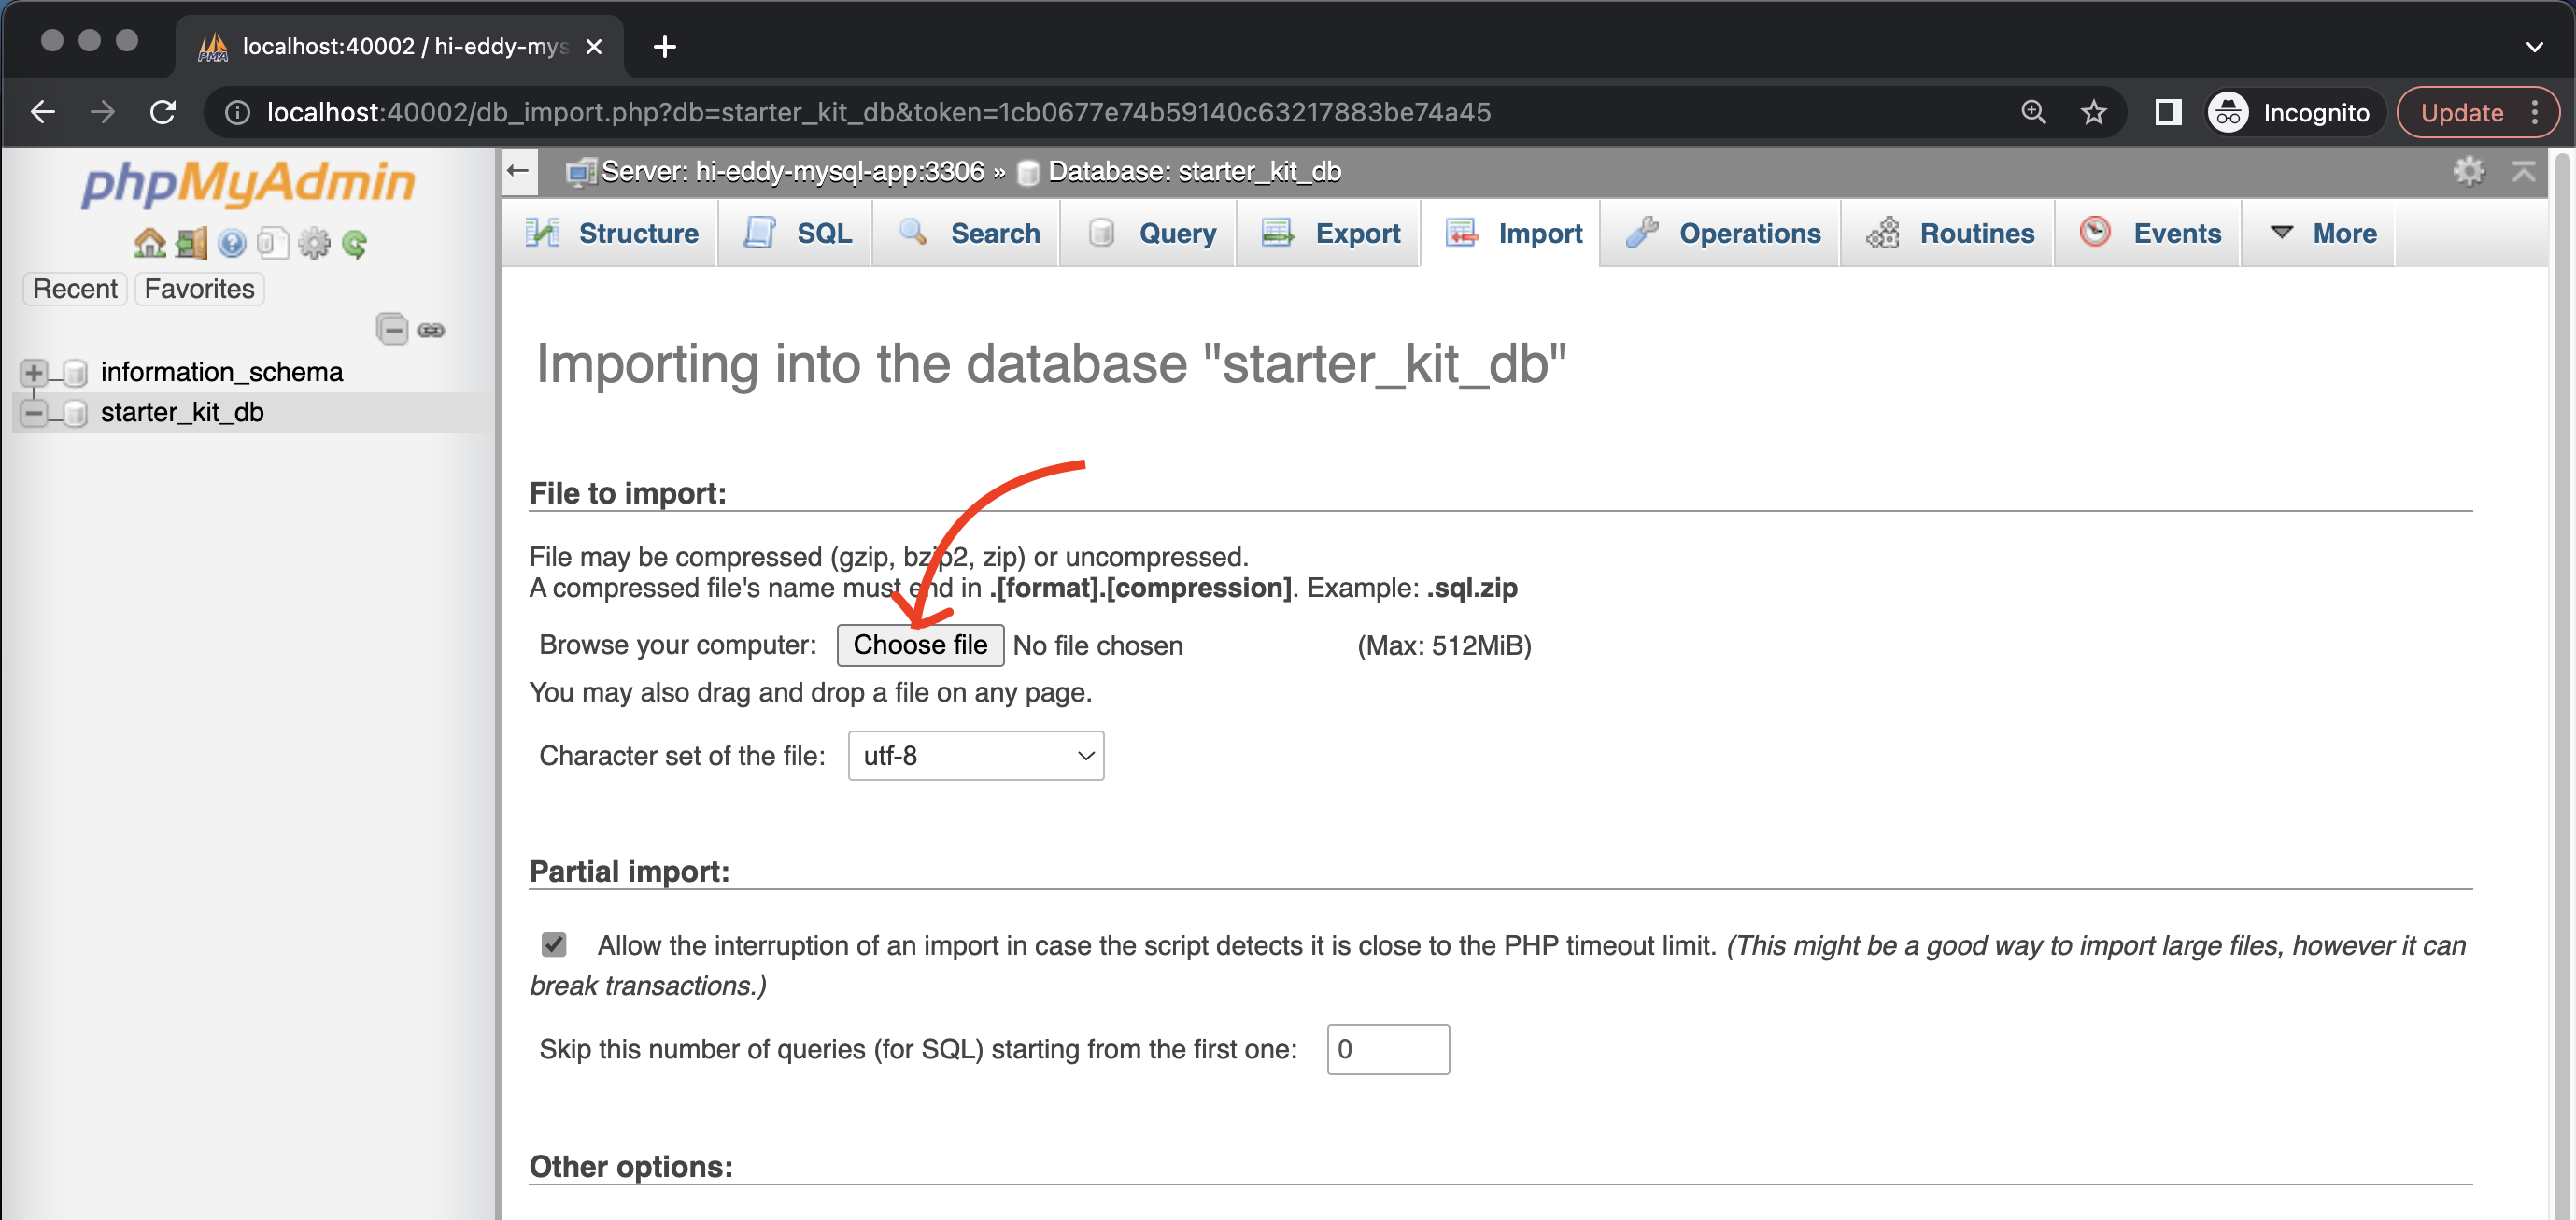 localhost:40002 / hi-eddy-mys
localhost:40002/db_import.php?db=starter_kit_db&token=1cb0677e74b59140c63217883be74a45
Incognito
Update
phpMyAdmin
Server: hi-eddy-mysql-app:3306 » Database: starter_kit_db
Structure
SQL
Search
Query
Export
Import
Operations
Routines
Events
More
Recent
Favorites
information_schema
starter_kit_db
Importing into the database "starter_kit_db"
File to import:
File may be compressed (gzip, bzip2, zip) or uncompressed.
A compressed file's name must end in .[format].[compression]. Example: .sql.zip
Browse your computer: Choose file No file chosen (Max: 512MiB)
You may also drag and drop a file on any page.
Character set of the file: utf-8
Partial import:
Allow the interruption of an import in case the script detects it is close to the PHP timeout limit. (This might be a good way to import large files, however it can
break transactions.)
Skip this number of queries (for SQL) starting from the first one: 0
Other options: